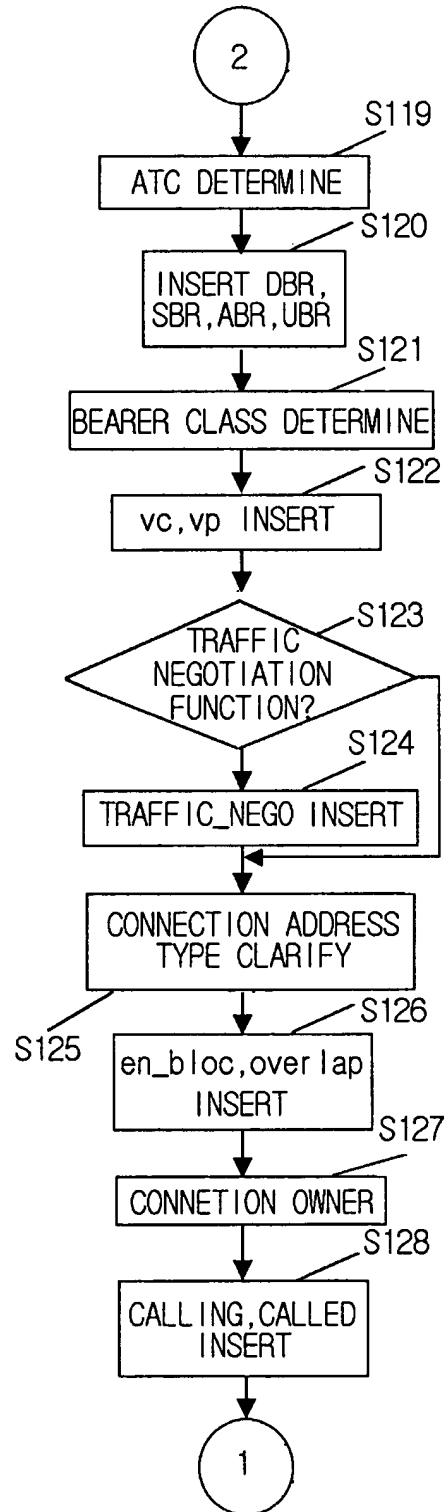 2
S119
ATC DETERMINE
S120
INSERT DBR,
SBR,ABR,UBR
S121
BEARER CLASS DETERMINE
S122
vc,vp INSERT
S123
TRAFFIC
NEGOTIATION
FUNCTION?
S124
TRAFFIC_NEGO INSERT
CONNECTION ADDRESS
TYPE CLARIFY
S125
S126
en_bloc,overlap
INSERT
S127
CONNETION OWNER
S128
CALLING,CALLED
INSERT
1